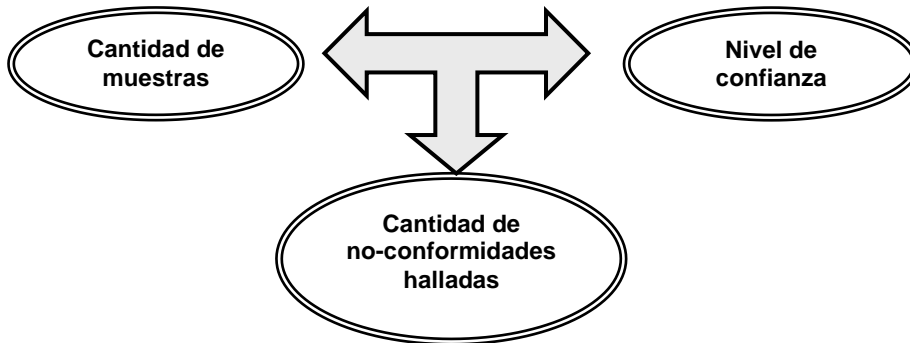 Cantidad de
muestras
Nivel de
confianza
Cantidad de
no-conformidades
halladas